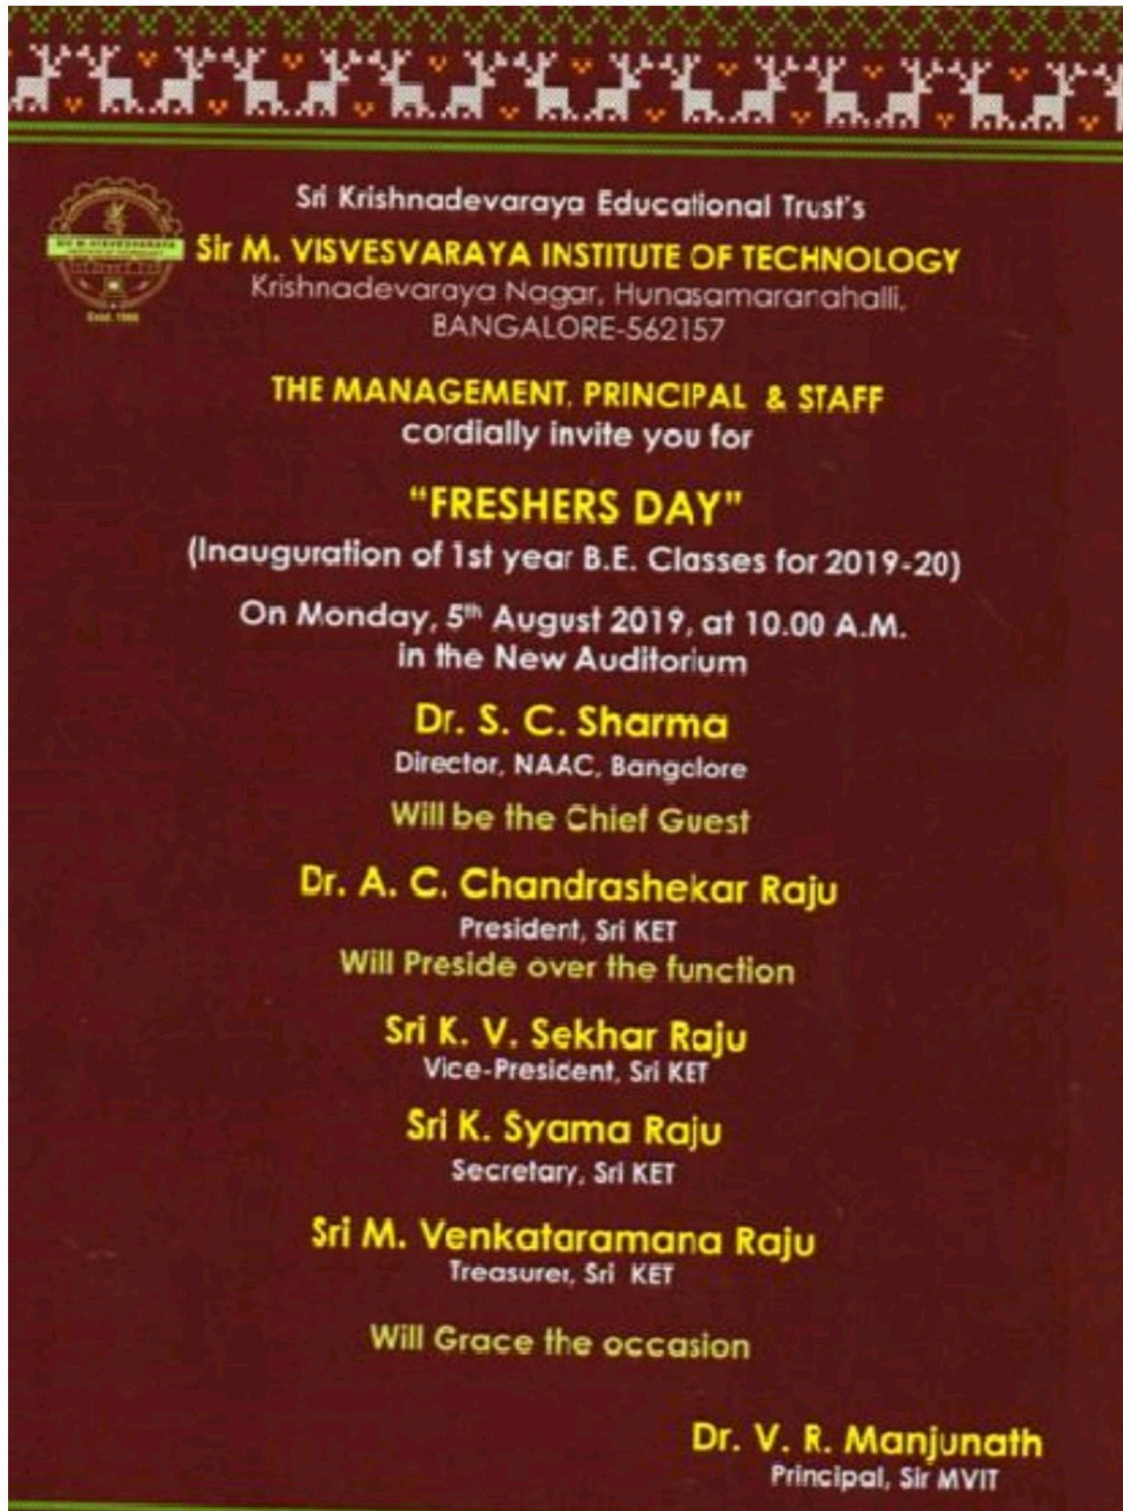 Sri Krishnadevaraya Educational Trust's
SIR M. VISVESVARAYA
Sir M. VISVESVARAYA INSTITUTE OF TECHNOLOGY
Krishnadevaraya Nagar, Hunasamaranahalli,
BANGALORE-562157
Estd. 1986
THE MANAGEMENT, PRINCIPAL & STAFF
cordially invite you for
“FRESHERS DAY”
(Inauguration of 1st year B.E. Classes for 2019-20)
On Monday, 5th August 2019, at 10.00 A.M.
in the New Auditorium
Dr. S. C. Sharma
Director, NAAC, Bangalore
Will be the Chief Guest
Dr. A. C. Chandrashekar Raju
President, Sri KET
Will Preside over the function
Sri K. V. Sekhar Raju
Vice-President, Sri KET
Sri K. Syama Raju
Secretary, Sri KET
Sri M. Venkataramana Raju
Treasurer, Sri KET
Will Grace the occasion
Dr. V. R. Manjunath
Principal, Sir MVIT